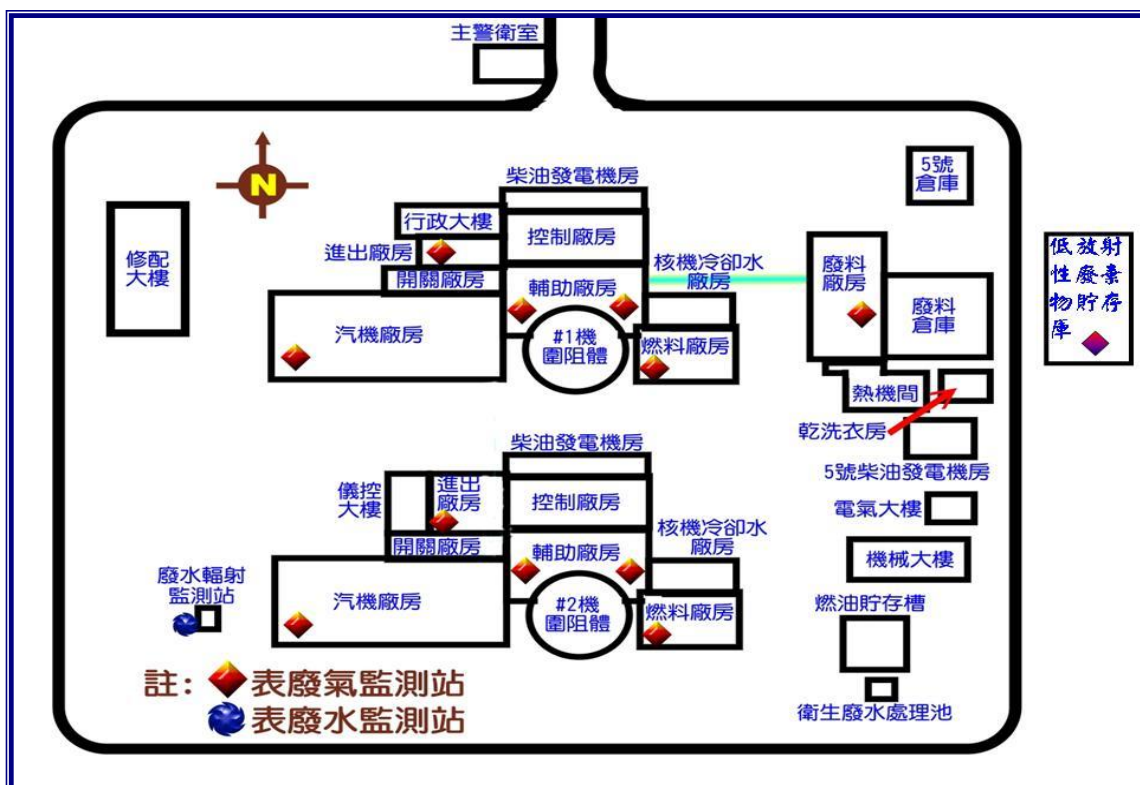 主警衛室
N
5號
倉庫
柴油發電機房
行政大樓
控制廠房
修配
大樓
進出廠房
開關廠房
輔助廠房
核機冷卻水
廠房
廢料
廠房
廢料
倉庫
低放射
性廢棄
物貯存
庫
汽機廠房
#1機
圍阻體
燃料廠房
熱機間
乾洗衣房
5號柴油發電機房
柴油發電機房
儀控
大樓
進出
廠房
控制廠房
電氣大樓
開關廠房
輔助廠房
核機冷卻水
廠房
機械大樓
廢水輻射
監測站
汽機廠房
#2機
圍阻體
燃料廠房
燃油貯存槽
衛生廢水處理池
註：表廢氣監測站
表廢水監測站